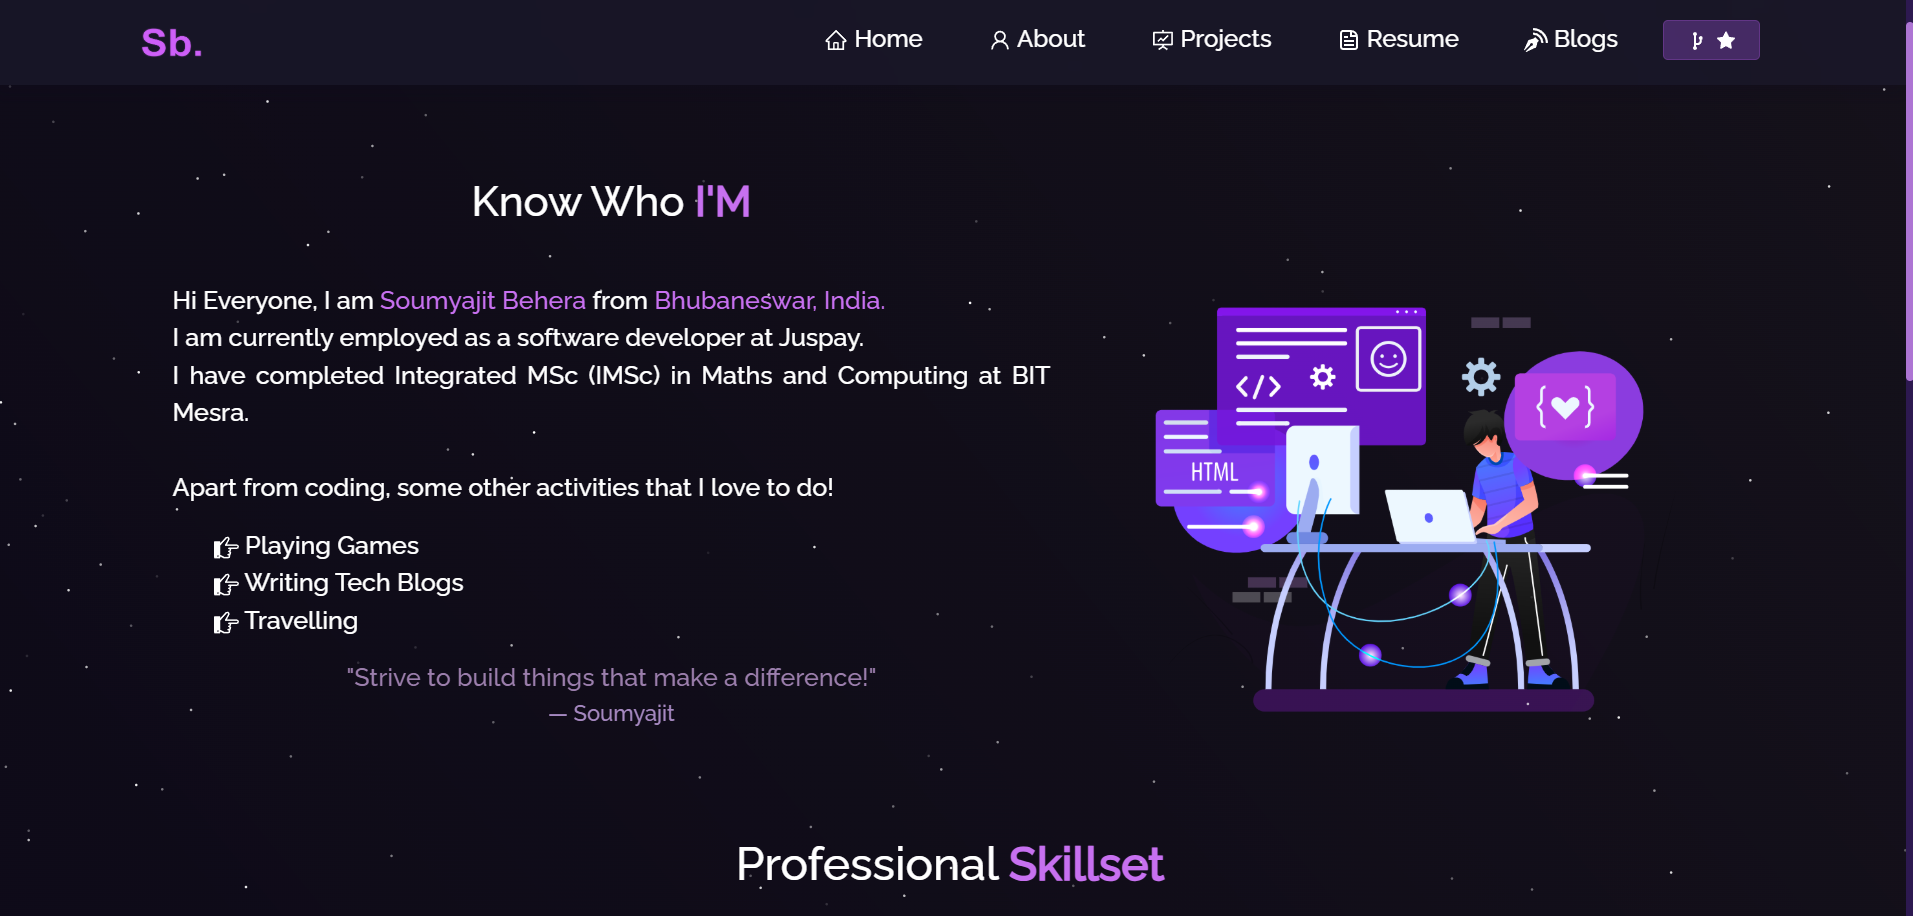 Sb.
Home
About
Projects
Resume
Blogs
Know Who I'M
Hi Everyone, I am Soumyajit Behera from Bhubaneswar, India.
I am currently employed as a software developer at Juspay.
I have completed Integrated MSc (IMSc) in Maths and Computing at BIT
Mesra.
Apart from coding, some other activities that I love to do!
Playing Games
Writing Tech Blogs
Travelling
"Strive to build things that make a difference!"
— Soumyajit
</>
HTML
{ }
Professional Skillset